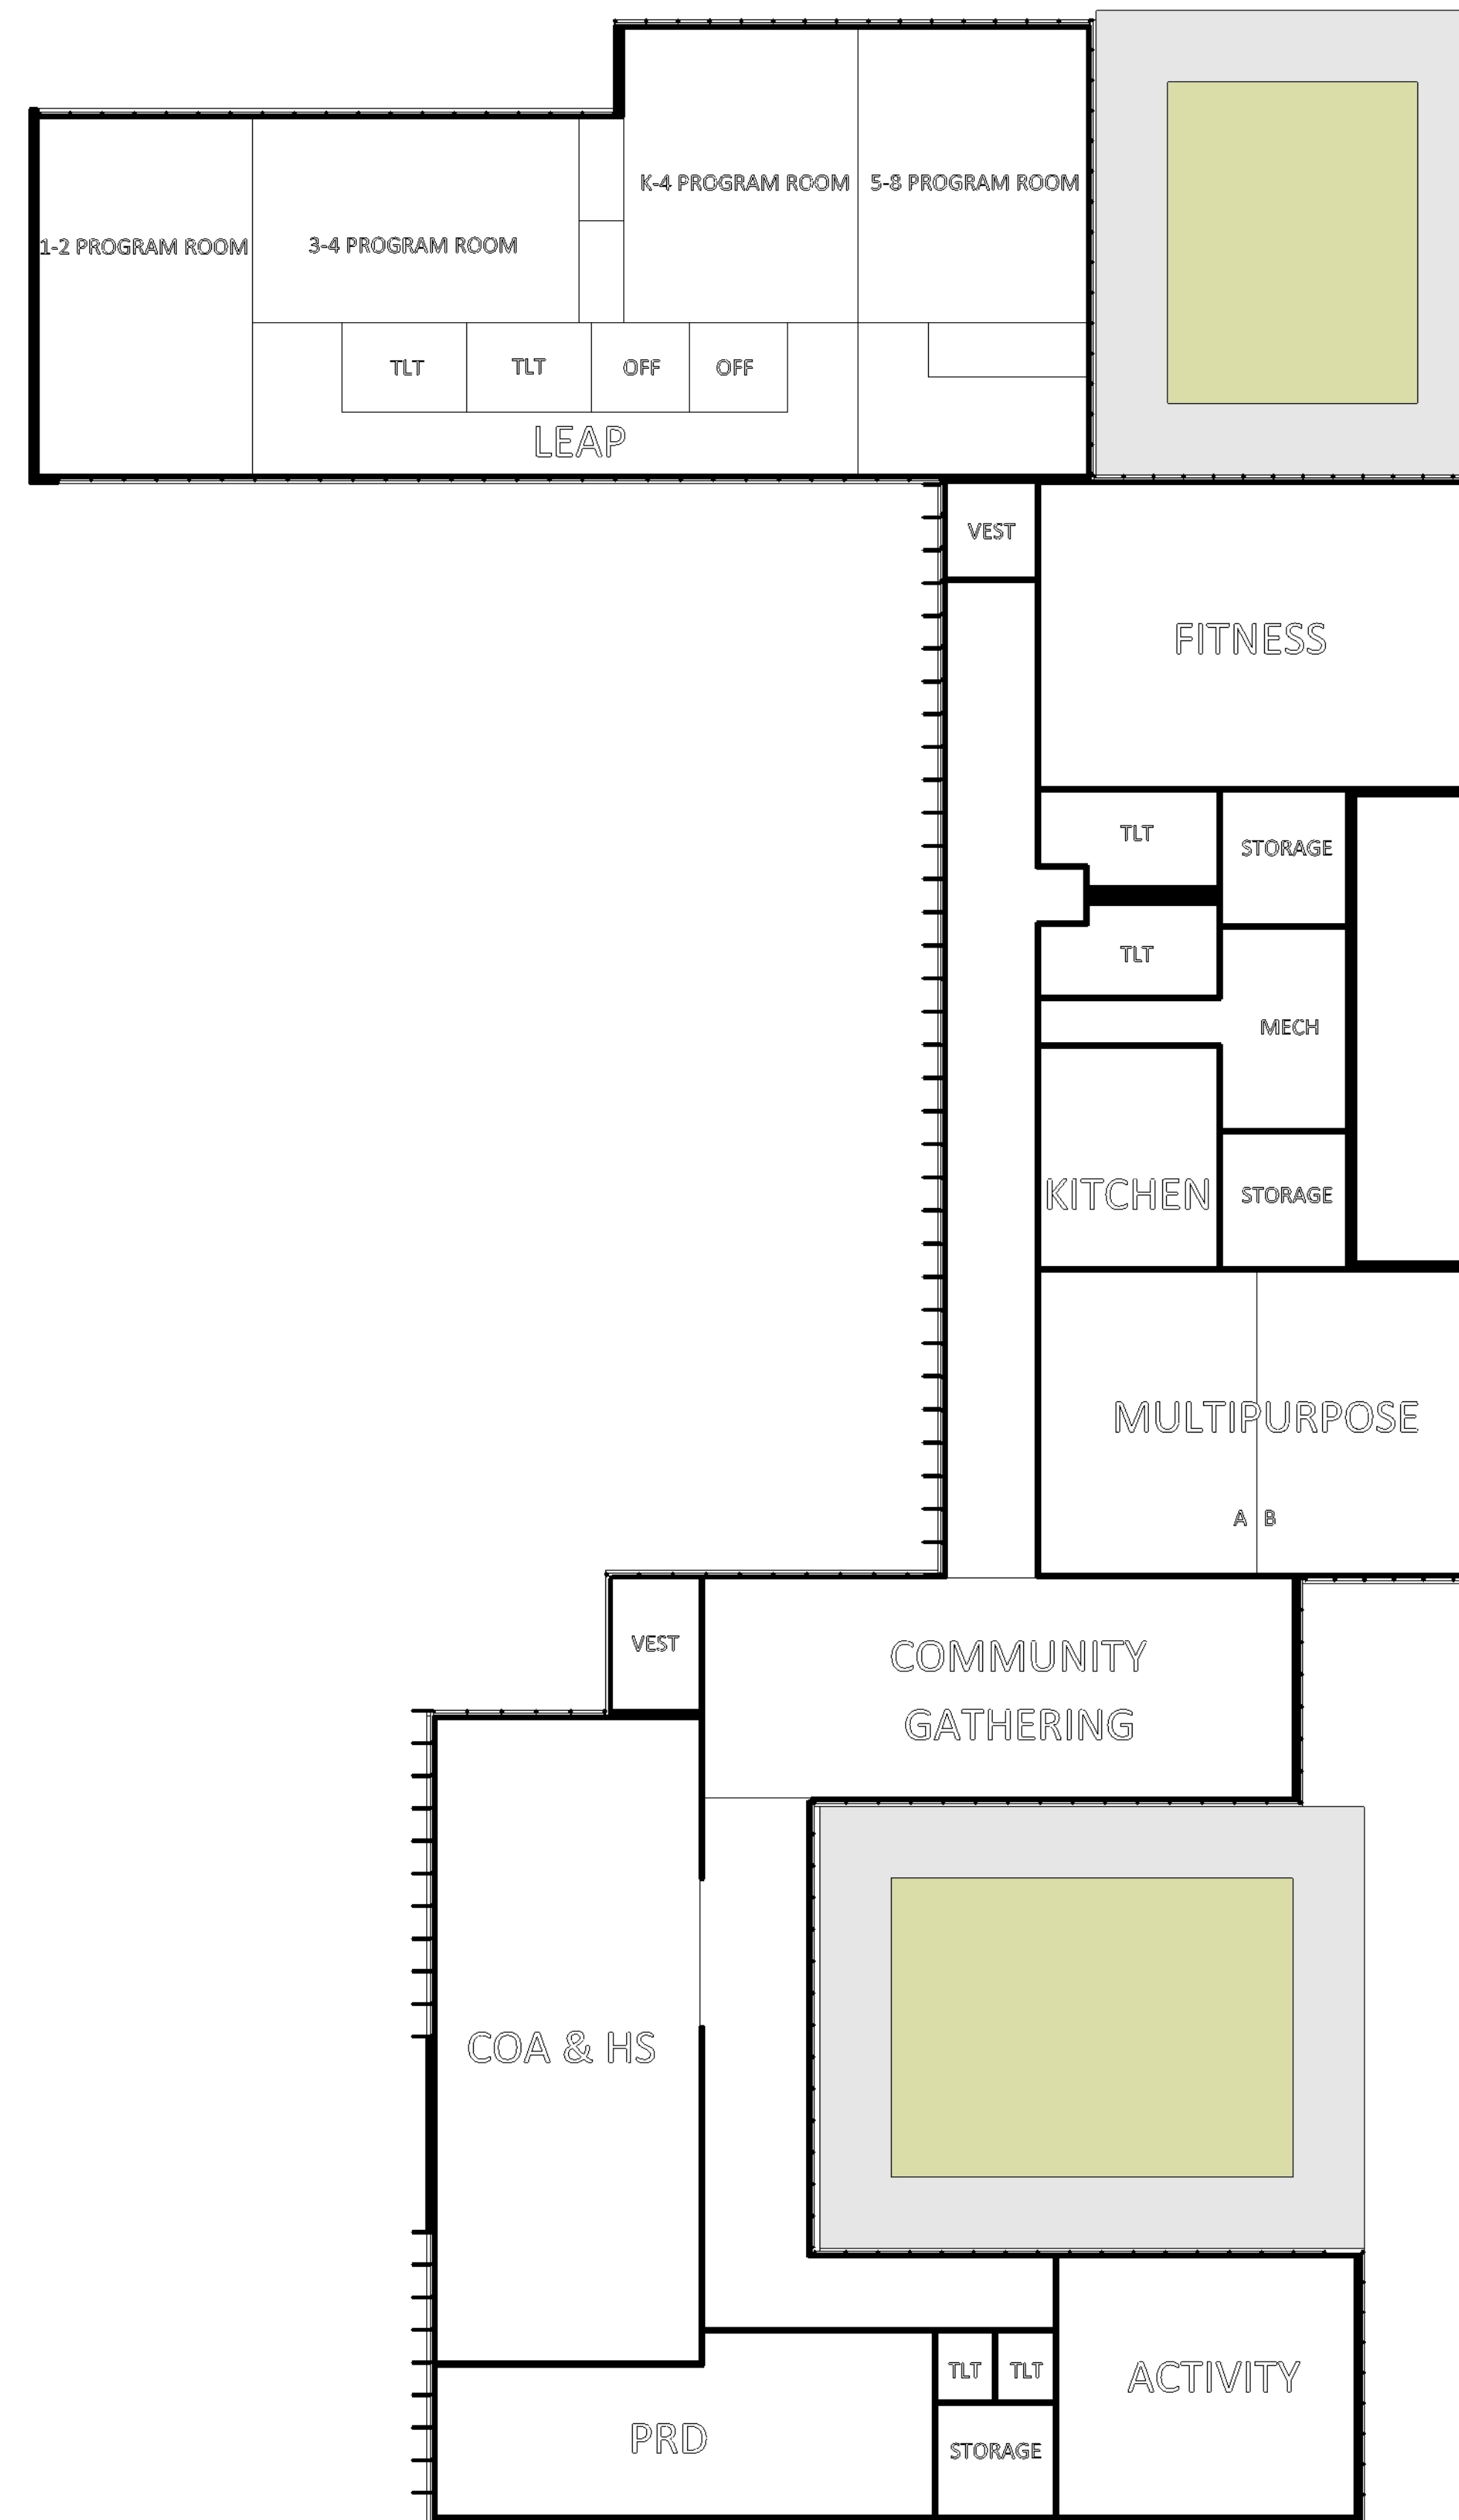 K-4 PROGRAM ROOM
5-8 PROGRAM ROOM
1-2 PROGRAM ROOM
3-4 PROGRAM ROOM
TLT
TLT
OFF
OFF
LEAP
VEST
FITNESS
TLT
STORAGE
TLT
MECH
KITCHEN
STORAGE
MULTIPURPOSE
A
B
VEST
COMMUNITY
GATHERING
COA & HS
TLT
TLT
ACTIVITY
PRD
STORAGE